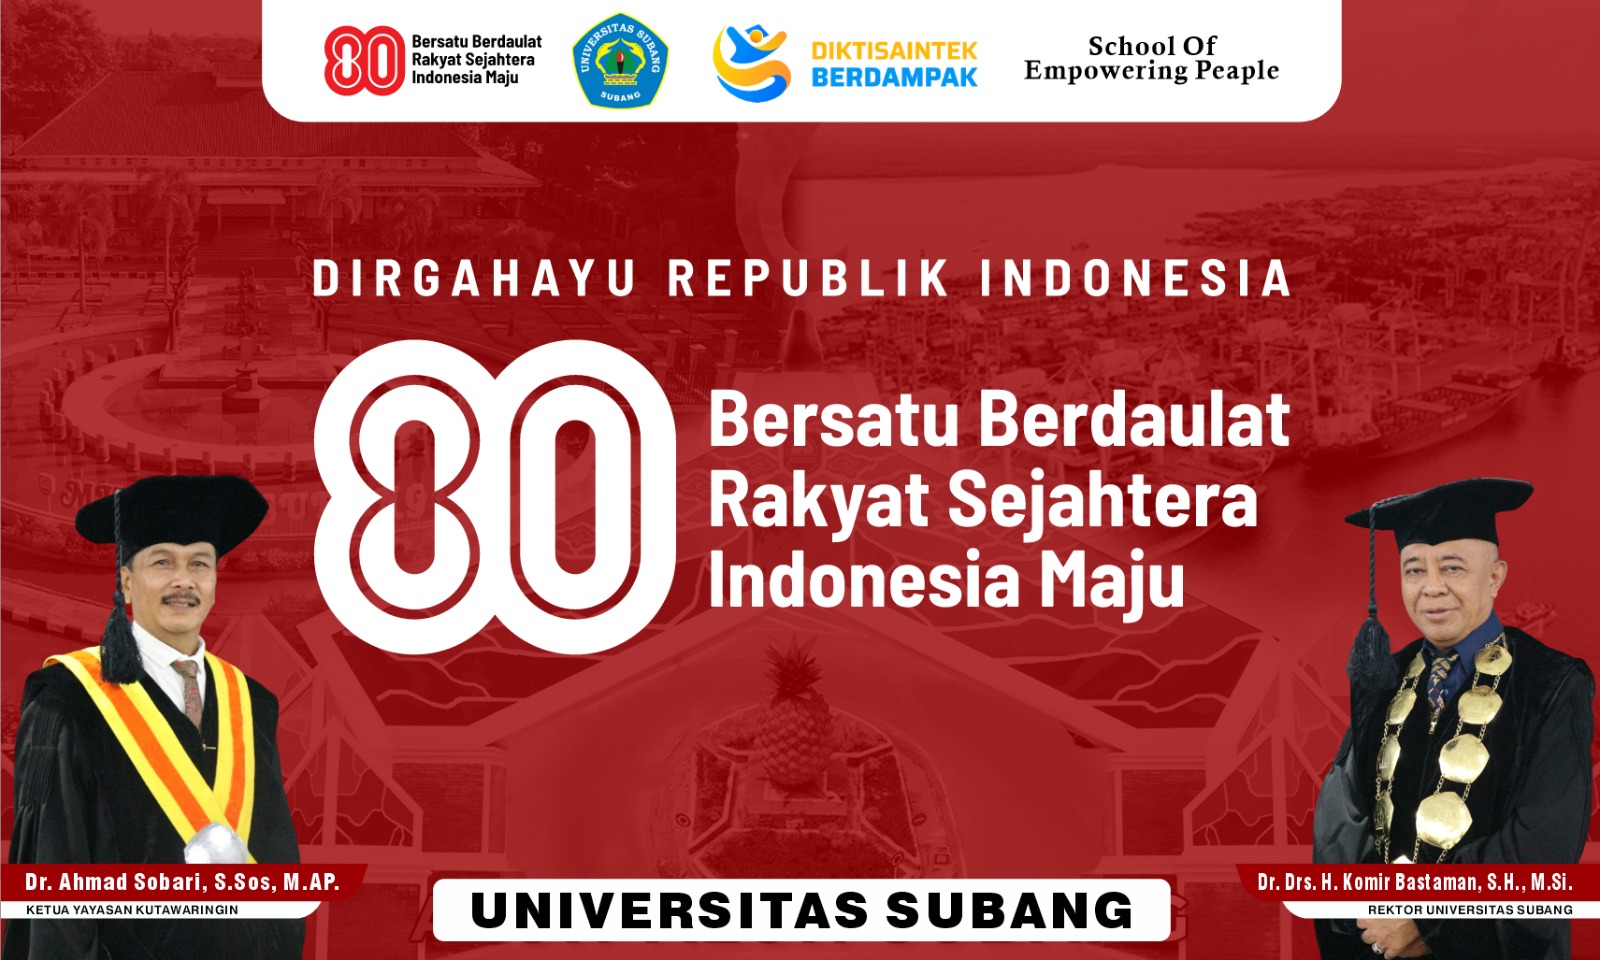 80 Bersatu Berdaulat
Rakyat Sejahtera
Indonesia Maju
UNIVERSITAS SUBANG
SUBANG
DIKTISAINTEK
BERDAMPAK
School Of
Empowering Peaple
DIRGAHAYU REPUBLIK INDONESIA
80
Bersatu Berdaulat
Rakyat Sejahtera
Indonesia Maju
Dr. Ahmad Sobari, S.Sos, M.AP.
KETUA YAYASAN KUTAWARINGIN
UNIVERSITAS SUBANG
Dr. Drs. H. Komir Bastaman, S.H., M.Si.
REKTOR UNIVERSITAS SUBANG